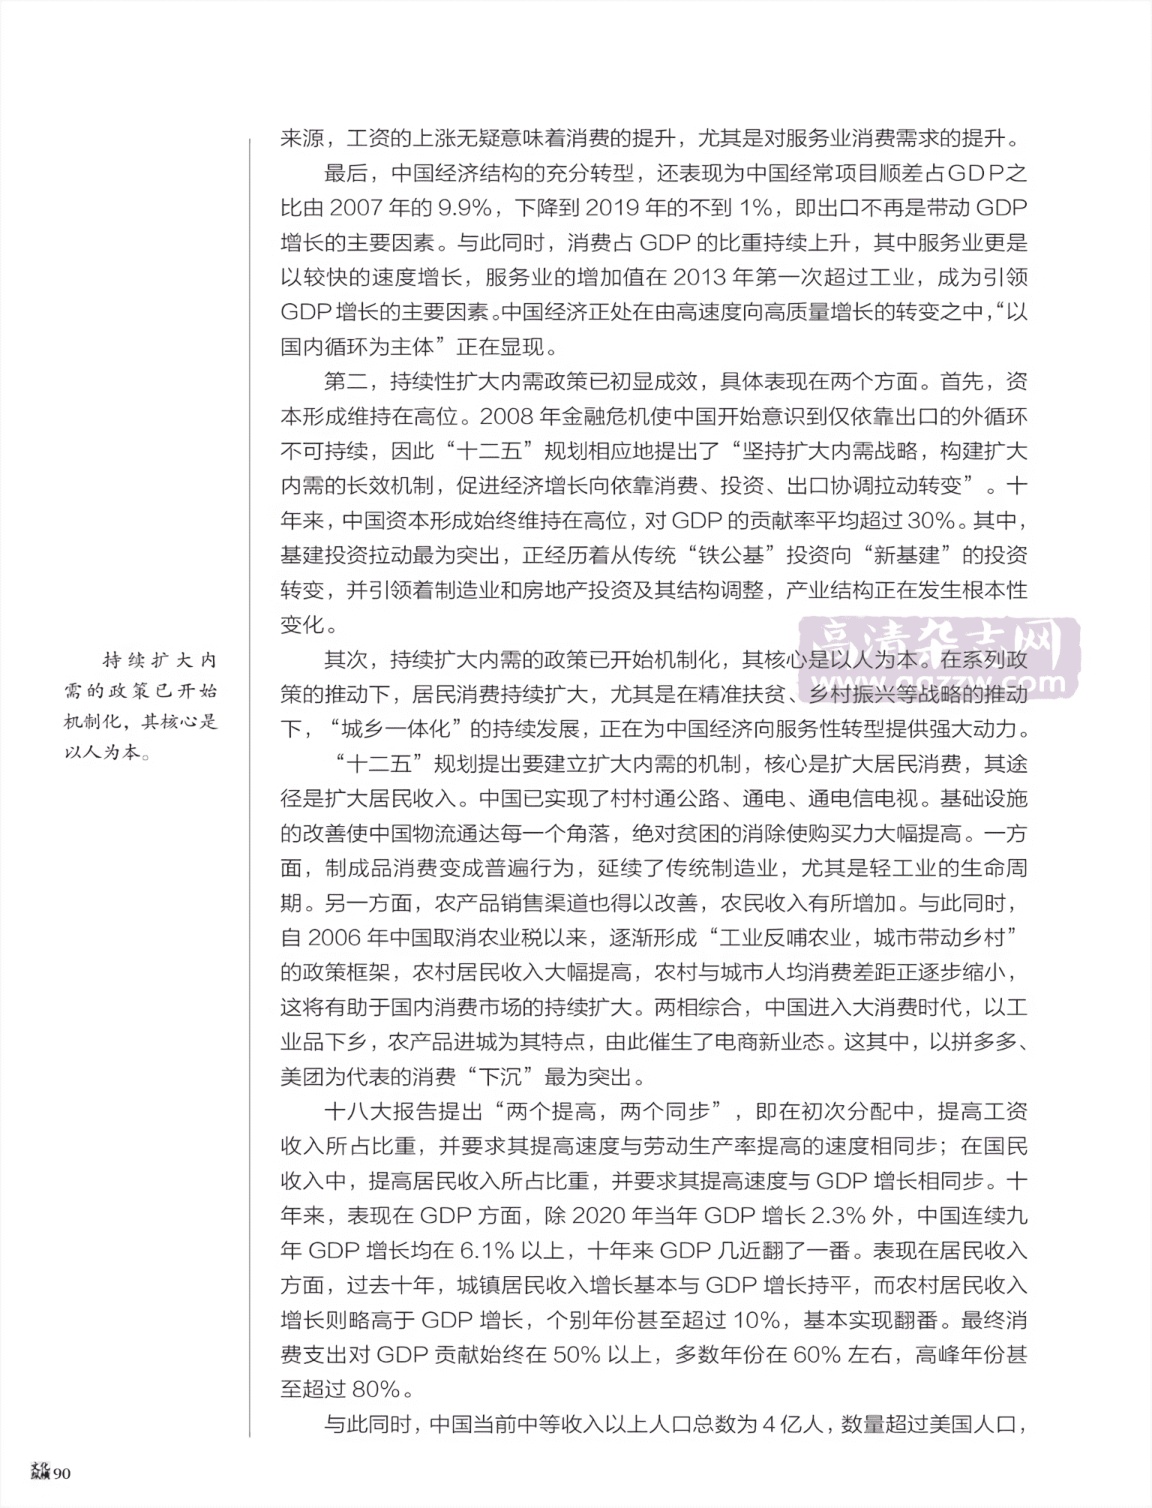 来源，工资的上涨无疑意味着消费的提升，尤其是对服务业消费需求的提升。
最后，中国经济结构的充分转型，还表现为中国经常项目顺差占GDP之
比由 2007 年的 9.9%，下降到 2019 年的不到 1%，即出口不再是带动 GDP
增长的主要因素。与此同时，消费占 GDP 的比重持续上升，其中服务业更是
以较快的速度增长，服务业的增加值在 2013 年第一次超过工业，成为引领
GDP增长的主要因素。中国经济正处在由高速度向高质量增长的转变之中，“以
国内循环为主体”正在显现。
第二，持续性扩大内需政策已初显成效，具体表现在两个方面。首先，资
本形成维持在高位。2008 年金融危机使中国开始意识到仅依靠出口的外循环
不可持续，因此“十二五”规划相应地提出了“坚持扩大内需战略，构建扩大
内需的长效机制，促进经济增长向依靠消费、投资、出口协调拉动转变”。十
年来，中国资本形成始终维持在高位，对 GDP 的贡献率平均超过 30%。其中，
基建投资拉动最为突出，正经历着从传统“铁公基”投资向“新基建”的投资
转变，并引领着制造业和房地产投资及其结构调整，产业结构正在发生根本性
变化。
其次，持续扩大内需的政策已开始机制化，其核心是以人为本。在系列政
策的推动下，居民消费持续扩大，尤其是在精准扶贫、乡村振兴等战略的推动
下，“城乡一体化”的持续发展，正在为中国经济向服务性转型提供强大动力。
“十二五”规划提出要建立扩大内需的机制，核心是扩大居民消费，其途
径是扩大居民收入。中国已实现了村村通公路、通电、通电信电视。基础设施
的改善使中国物流通达每一个角落，绝对贫困的消除使购买力大幅提高。一方
面，制成品消费变成普遍行为，延续了传统制造业，尤其是轻工业的生命周
期。另一方面，农产品销售渠道也得以改善，农民收入有所增加。与此同时，
自 2006 年中国取消农业税以来，逐渐形成“工业反哺农业，城市带动乡村”
的政策框架，农村居民收入大幅提高，农村与城市人均消费差距正逐步缩小，
这将有助于国内消费市场的持续扩大。两相综合，中国进入大消费时代，以工
业品下乡，农产品进城为其特点，由此催生了电商新业态。这其中，以拼多多、
美团为代表的消费“下沉”最为突出。
十八大报告提出“两个提高，两个同步”，即在初次分配中，提高工资
收入所占比重，并要求其提高速度与劳动生产率提高的速度相同步；在国民
收入中，提高居民收入所占比重，并要求其提高速度与 GDP 增长相同步。十
年来，表现在 GDP 方面，除 2020 年当年 GDP 增长 2.3% 外，中国连续九
年 GDP 增长均在 6.1% 以上，十年来 GDP 几近翻了一番。表现在居民收入
方面，过去十年，城镇居民收入增长基本与 GDP 增长持平，而农村居民收入
增长则略高于 GDP 增长，个别年份甚至超过 10%，基本实现翻番。最终消
费支出对 GDP 贡献始终在 50% 以上，多数年份在 60% 左右，高峰年份甚
至超过 80%。
与此同时，中国当前中等收入以上人口总数为 4 亿人，数量超过美国人口，
持续扩大内
需的政策已开始
机制化，其核心是
以人为本。
高清杂志网
www.gqzzw.com
文化
纵横 90